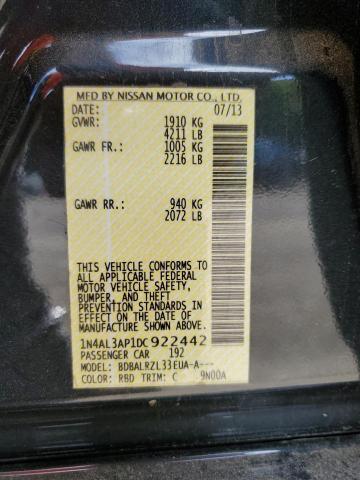 MFD BY NISSAN MOTOR CO., LTD.
DATE: 07/13
GVWR: 1910 KG
4211 LB
GAWR FR.: 1005 KG
2216 LB
GAWR RR.: 940 KG
2072 LB
THIS VEHICLE CONFORMS TO
ALL APPLICABLE FEDERAL
MOTOR VEHICLE SAFETY,
BUMPER, AND THEFT
PREVENTION STANDARDS IN
EFFECT ON THE DATE OF
MANUFACTURE SHOWN
ABOVE.
1N4AL3AP1DC922442
PASSENGER CAR 192
MODEL: BDBALRZL33EUA-A---
COLOR: RBD TRIM: C 9N00A